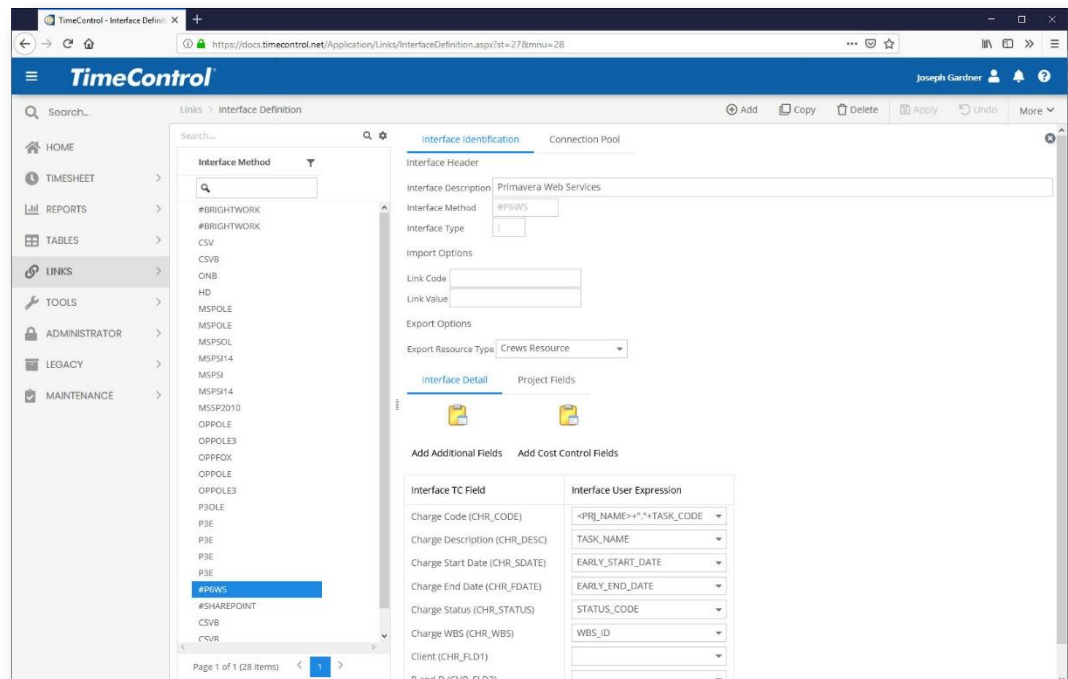 TimeControl - Interface Definit
https://docs.timecontrol.net/Application/Links/InterfaceDefinition.aspx?st=27&mnu=28
TimeControl
Joseph Gardner
Search...
Links > Interface Definition
Add Copy Delete Apply Undo More
HOME
TIMESHEET
REPORTS
TABLES
LINKS
TOOLS
ADMINISTRATOR
LEGACY
MAINTENANCE
Search...
Interface Method
#BRIGHTWORK
#BRIGHTWORK
CSV
CSVB
ONB
HD
MSPOLE
MSPOLE
MSPSOL
MSPSI14
MSPSI
MSPSI14
MSSP2010
OPPOLE
OPPOLE3
OPPFOX
OPPOLE
OPPOLE3
P3OLE
P3E
P3E
P3E
P3E
#P6WS
#SHAREPOINT
CSVB
CSVB
Page 1 of 1 (28 items) < 1 >
Interface Identification Connection Pool
Interface Header
Interface Description Primavera Web Services
Interface Method #P6WS
Interface Type I
Import Options
Link Code
Link Value
Export Options
Export Resource Type Crews Resource
Interface Detail Project Fields
Add Additional Fields Add Cost Control Fields
Interface TC Field Interface User Expression
Charge Code (CHR_CODE) <PRJ_NAME>+"."+TASK_CODE
Charge Description (CHR_DESC) TASK_NAME
Charge Start Date (CHR_SDATE) EARLY_START_DATE
Charge End Date (CHR_FDATE) EARLY_END_DATE
Charge Status (CHR_STATUS) STATUS_CODE
Charge WBS (CHR_WBS) WBS_ID
Client (CHR_FLD1)
R and D (CHR_FLD2)